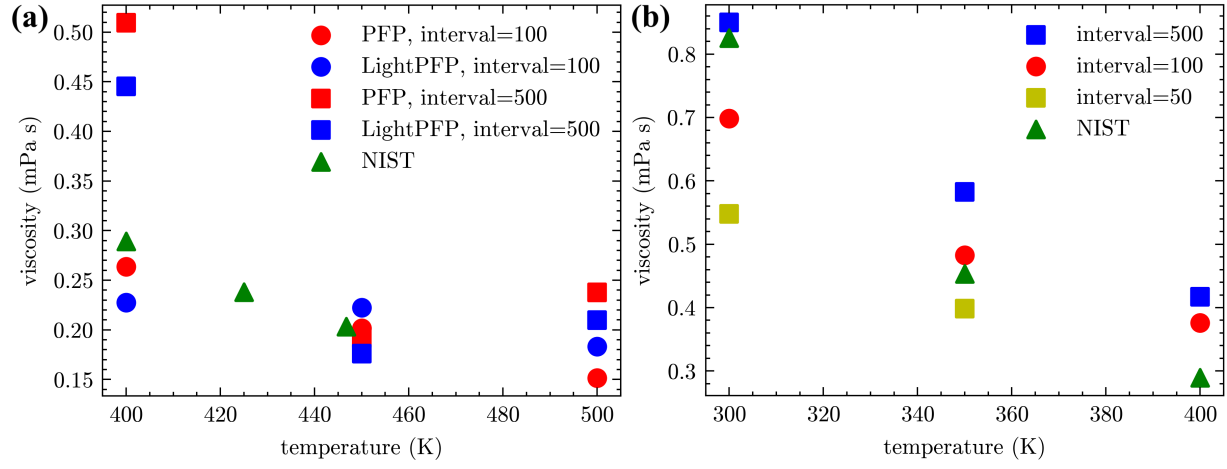 (a)
0.50
0.45
0.40
0.35
0.30
0.25
0.20
0.15
viscosity (mPa s)
PFP, interval=100
LightPFP, interval=100
PFP, interval=500
LightPFP, interval=500
NIST
400
420
440
460
480
500
temperature (K)
(b)
0.8
0.7
0.6
0.5
0.4
0.3
viscosity (mPa s)
interval=500
interval=100
interval=50
NIST
300
320
340
360
380
400
temperature (K)